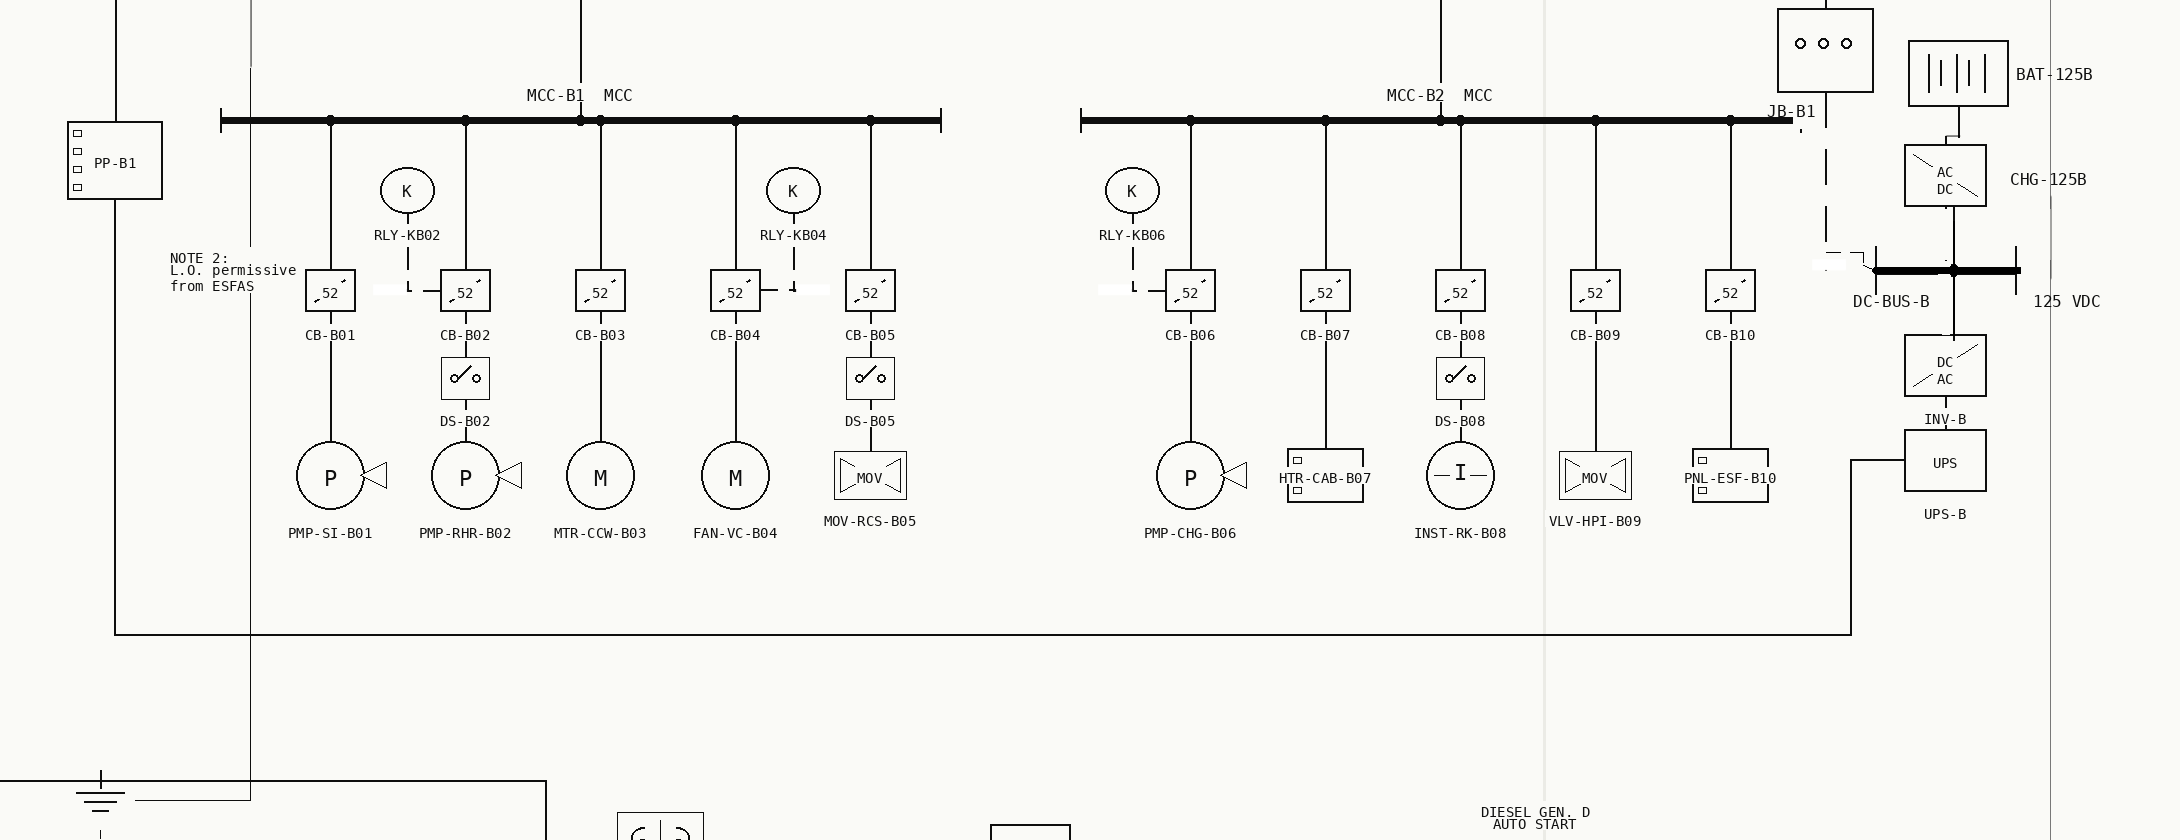 MCC-B1 MCC
MCC-B2 MCC
JB-B1
BAT-125B
PP-B1
K
K
K
AC
DC
CHG-125B
RLY-KB02
RLY-KB04
RLY-KB06
NOTE 2:
L.O. permissive
from ESFAS
52
52
52
52
52
52
52
52
52
52
DC-BUS-B
125 VDC
CB-B01
CB-B02
CB-B03
CB-B04
CB-B05
CB-B06
CB-B07
CB-B08
CB-B09
CB-B10
DC
AC
INV-B
DS-B02
DS-B05
DS-B08
UPS
P
P
M
M
MOV
P
HTR-CAB-B07
I
MOV
PNL-ESF-B10
UPS-B
PMP-SI-B01
PMP-RHR-B02
MTR-CCW-B03
FAN-VC-B04
MOV-RCS-B05
PMP-CHG-B06
INST-RK-B08
VLV-HPI-B09
DIESEL GEN. D
AUTO START